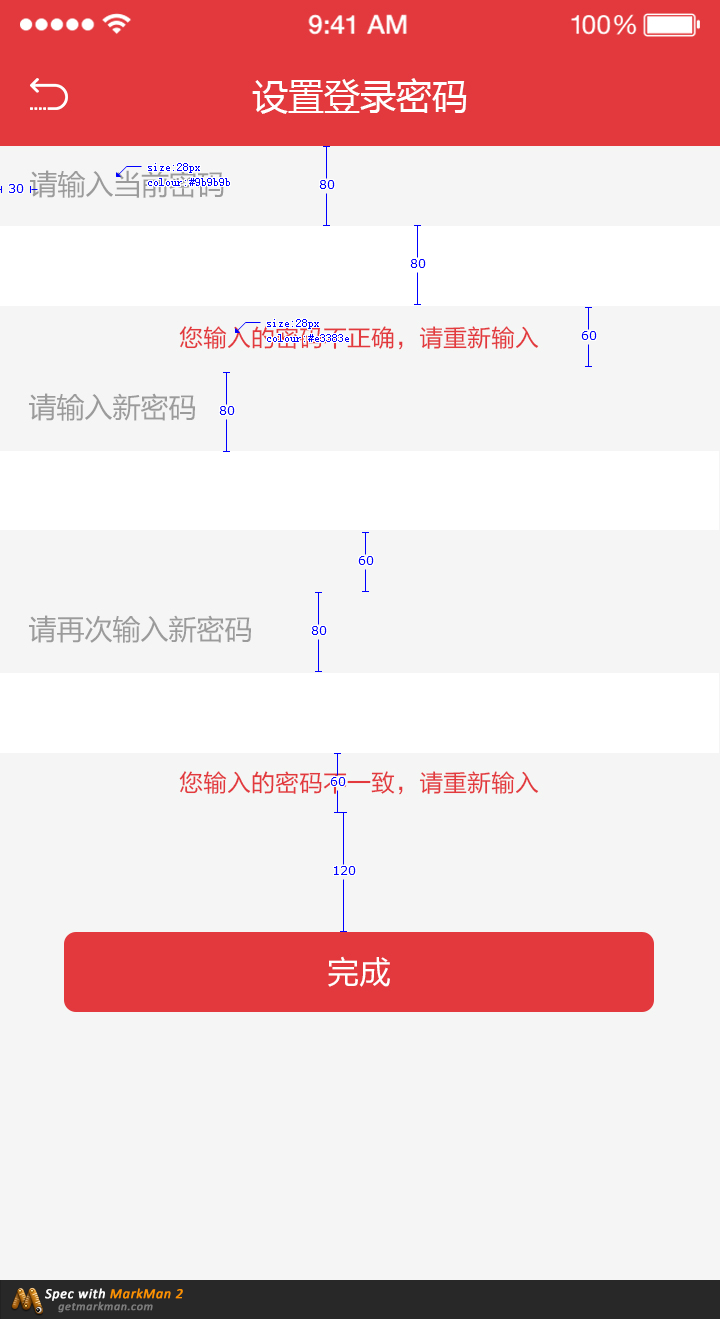 9:41 AM 100%
设置登录密码
size:28px
请输入当前密码
colour:#9b9b9b
30
80
80
size:28px
您输入的密码不正确，请重新输入
colour:#e3383e
60
请输入新密码
80
60
请再次输入新密码
80
您输入的密码不一致，请重新输入
60
120
完成
Spec with MarkMan 2
getmarkman.com